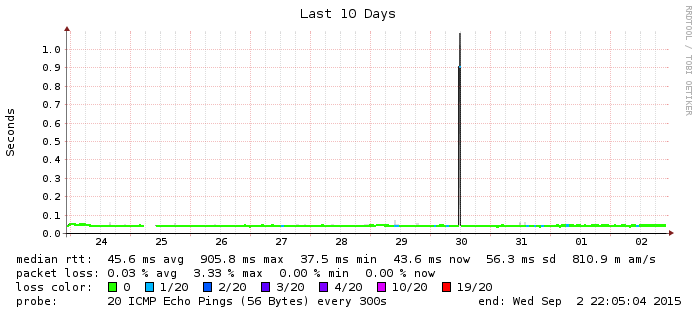 Last 10 Days
RRDTOOL / TOBI OETIKER
Seconds
1.0
0.9
0.8
0.7
0.6
0.5
0.4
0.3
0.2
0.1
0.0
24 25 26 27 28 29 30 31 01 02
median rtt: 45.6 ms avg 905.8 ms max 37.5 ms min 43.6 ms now 56.3 ms sd 810.9 m am/s
packet loss: 0.03 % avg 3.33 % max 0.00 % min 0.00 % now
loss color: 0 1/20 2/20 3/20 4/20 10/20 19/20
probe: 20 ICMP Echo Pings (56 Bytes) every 300s end: Wed Sep 2 22:05:04 2015